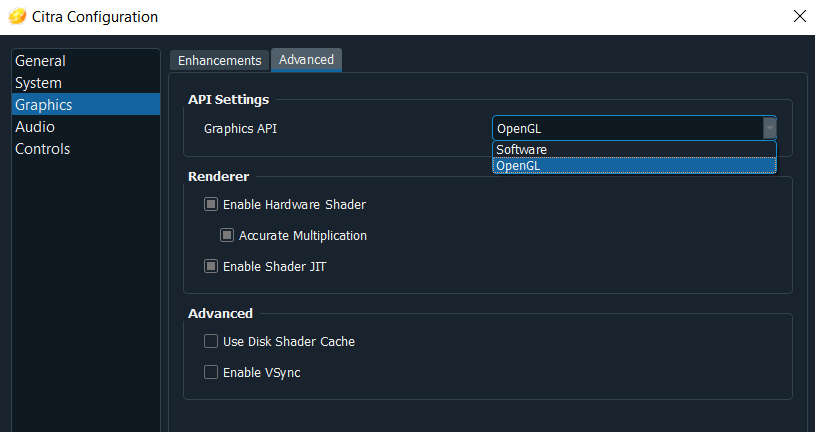 Citra Configuration
General
System
Graphics
Audio
Controls
Enhancements
Advanced
API Settings
Graphics API
OpenGL
Software
OpenGL
Renderer
Enable Hardware Shader
Accurate Multiplication
Enable Shader JIT
Advanced
Use Disk Shader Cache
Enable VSync